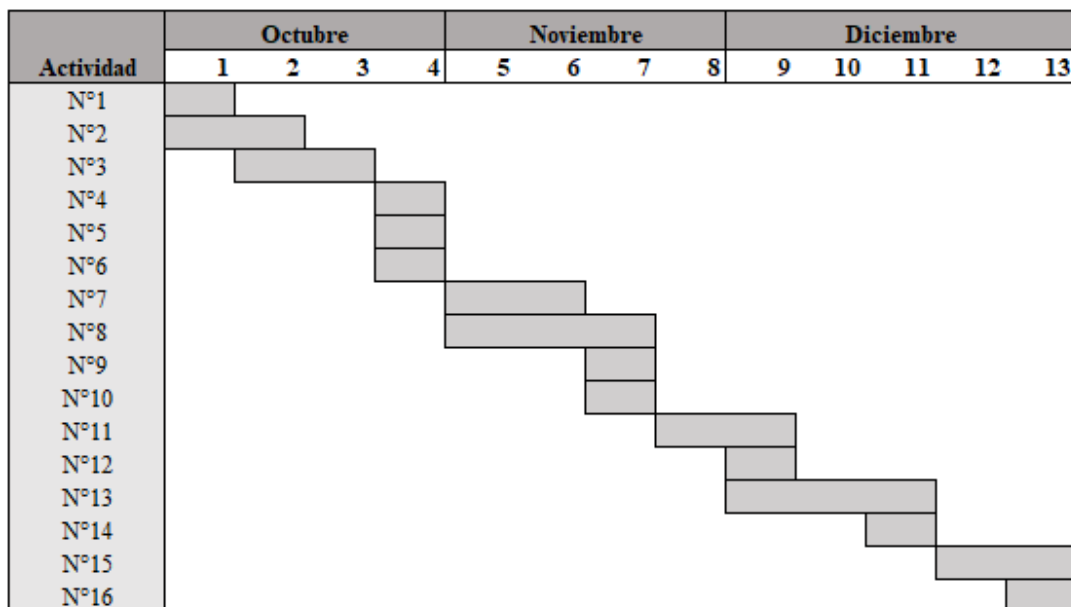 Octubre Noviembre Diciembre
Actividad 1 2 3 4 5 6 7 8 9 10 11 12 13
N°1
N°2
N°3
N°4
N°5
N°6
N°7
N°8
N°9
N°10
N°11
N°12
N°13
N°14
N°15
N°16